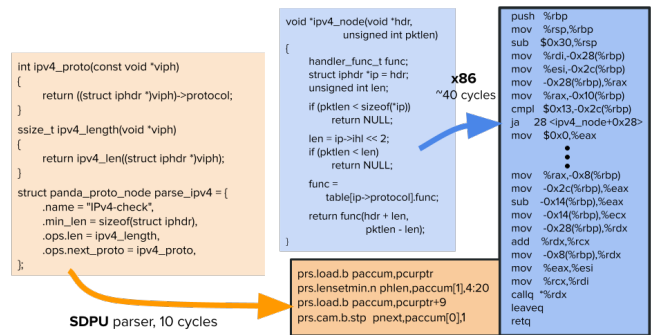 int ipv4_proto(const void *viph)
{
return ((struct iphdr *)viph)->protocol;
}
ssize_t ipv4_length(void *viph)
{
return ipv4_len((struct iphdr *)viph);
}
struct panda_proto_node parse_ipv4 = {
.name = "IPv4-check",
.min_len = sizeof(struct iphdr),
.ops.len = ipv4_length,
.ops.next_proto = ipv4_proto,
};
SDPU parser, 10 cycles
void *ipv4_node(void *hdr,
unsigned int pktlen)
{
handler_func_t func;
struct iphdr *ip = hdr;
unsigned int len;
if (pktlen < sizeof(*ip))
return NULL;
len = ip->ihl << 2;
if (pktlen < len)
return NULL;
func =
table[ip->protocol].func;
return func(hdr + len,
pktlen - len);
}
x86
~40 cycles
push %rbp
mov %rsp,%rbp
sub $0x30,%rsp
mov %rdi,-0x28(%rbp)
mov %esi,-0x2c(%rbp)
mov -0x28(%rbp),%rax
mov %rax,-0x10(%rbp)
cmpl $0x13,-0x2c(%rbp)
ja 28 <ipv4_node+0x28>
mov $0x0,%eax
mov %rax,-0x8(%rbp)
mov -0x2c(%rbp),%eax
sub -0x14(%rbp),%eax
mov -0x14(%rbp),%ecx
mov -0x28(%rbp),%rdx
add %rdx,%rcx
mov -0x8(%rbp),%rdx
mov %eax,%esi
mov %rcx,%rdi
callq *%rdx
leaveq
retq
prs.load.b paccum,pcurptr
prs.lensetmin.n phlen,paccum[1],4:20
prs.load.b paccum,pcurptr+9
prs.cam.b.stp pnext,paccum[0],1